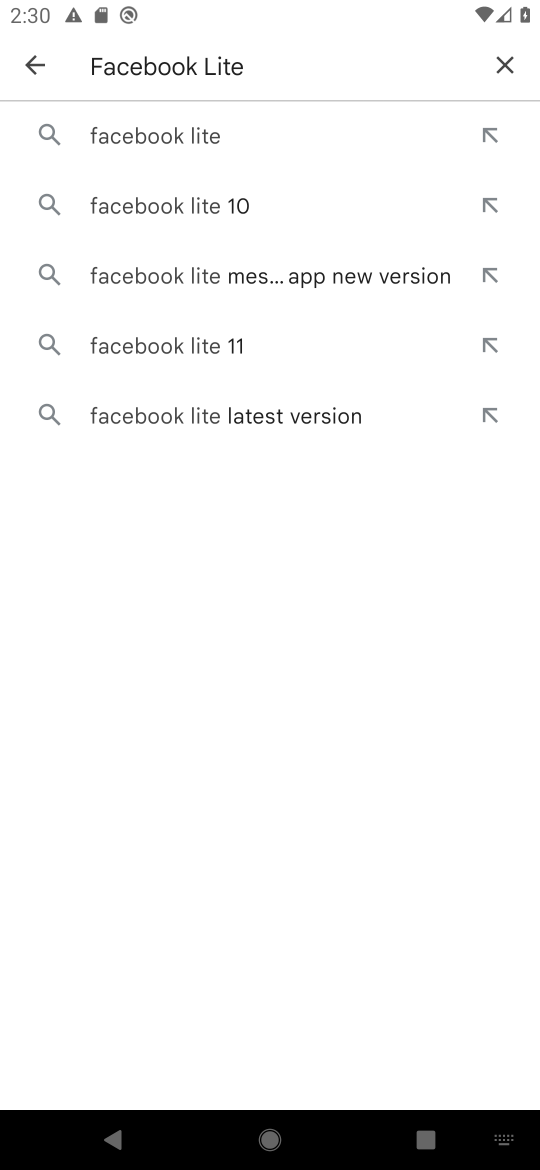 2:30
Facebook Lite
facebook lite
facebook lite 10
facebook lite mes... app new version
facebook lite 11
facebook lite latest version